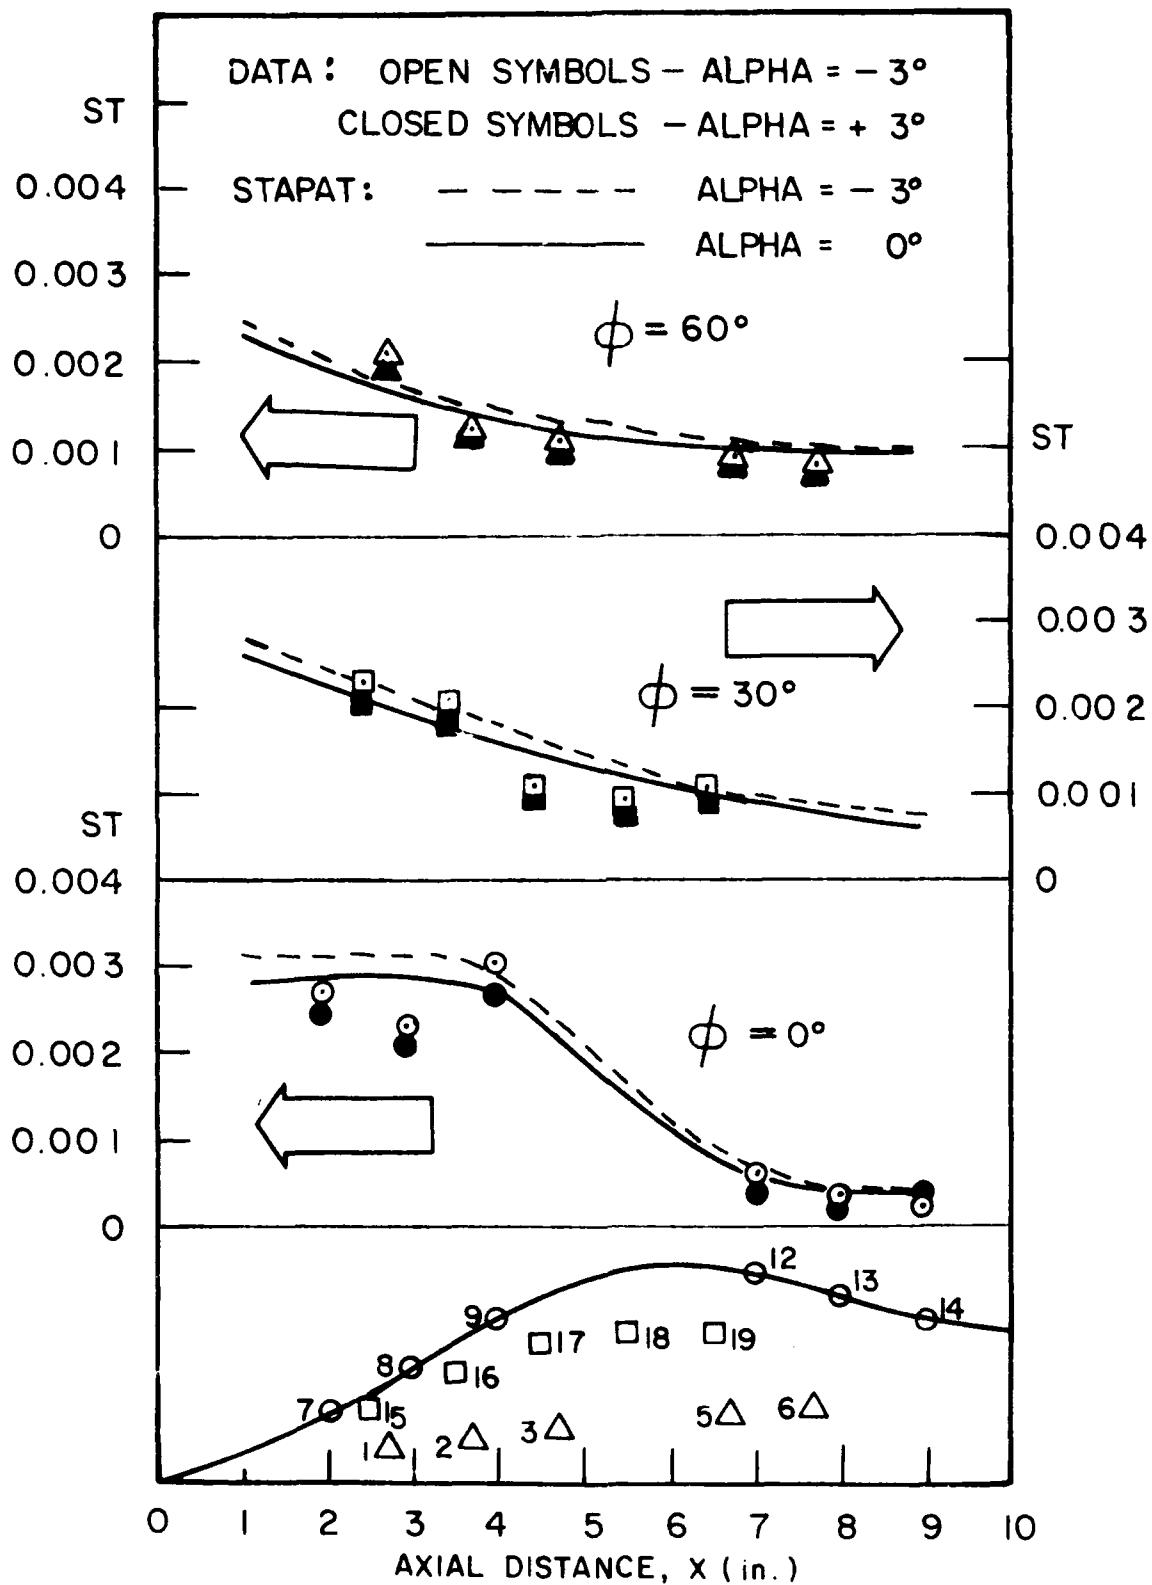 DATA: OPEN SYMBOLS - ALPHA = - 3°
ST
CLOSED SYMBOLS - ALPHA = + 3°
0.004
STAPAT: - - - - - ALPHA = - 3°
ALPHA = 0°
0.003
ϕ = 60°
0.002
ST
0.001
0
0.004
0.003
ϕ = 30°
0.002
0.001
ST
0.004
0
0.003
ϕ = 0°
0.002
0.001
0
12
13
14
9
17
18
19
8
16
7
15
5
6
3
2
1
0 1 2 3 4 5 6 7 8 9 10
AXIAL DISTANCE, X (in.)